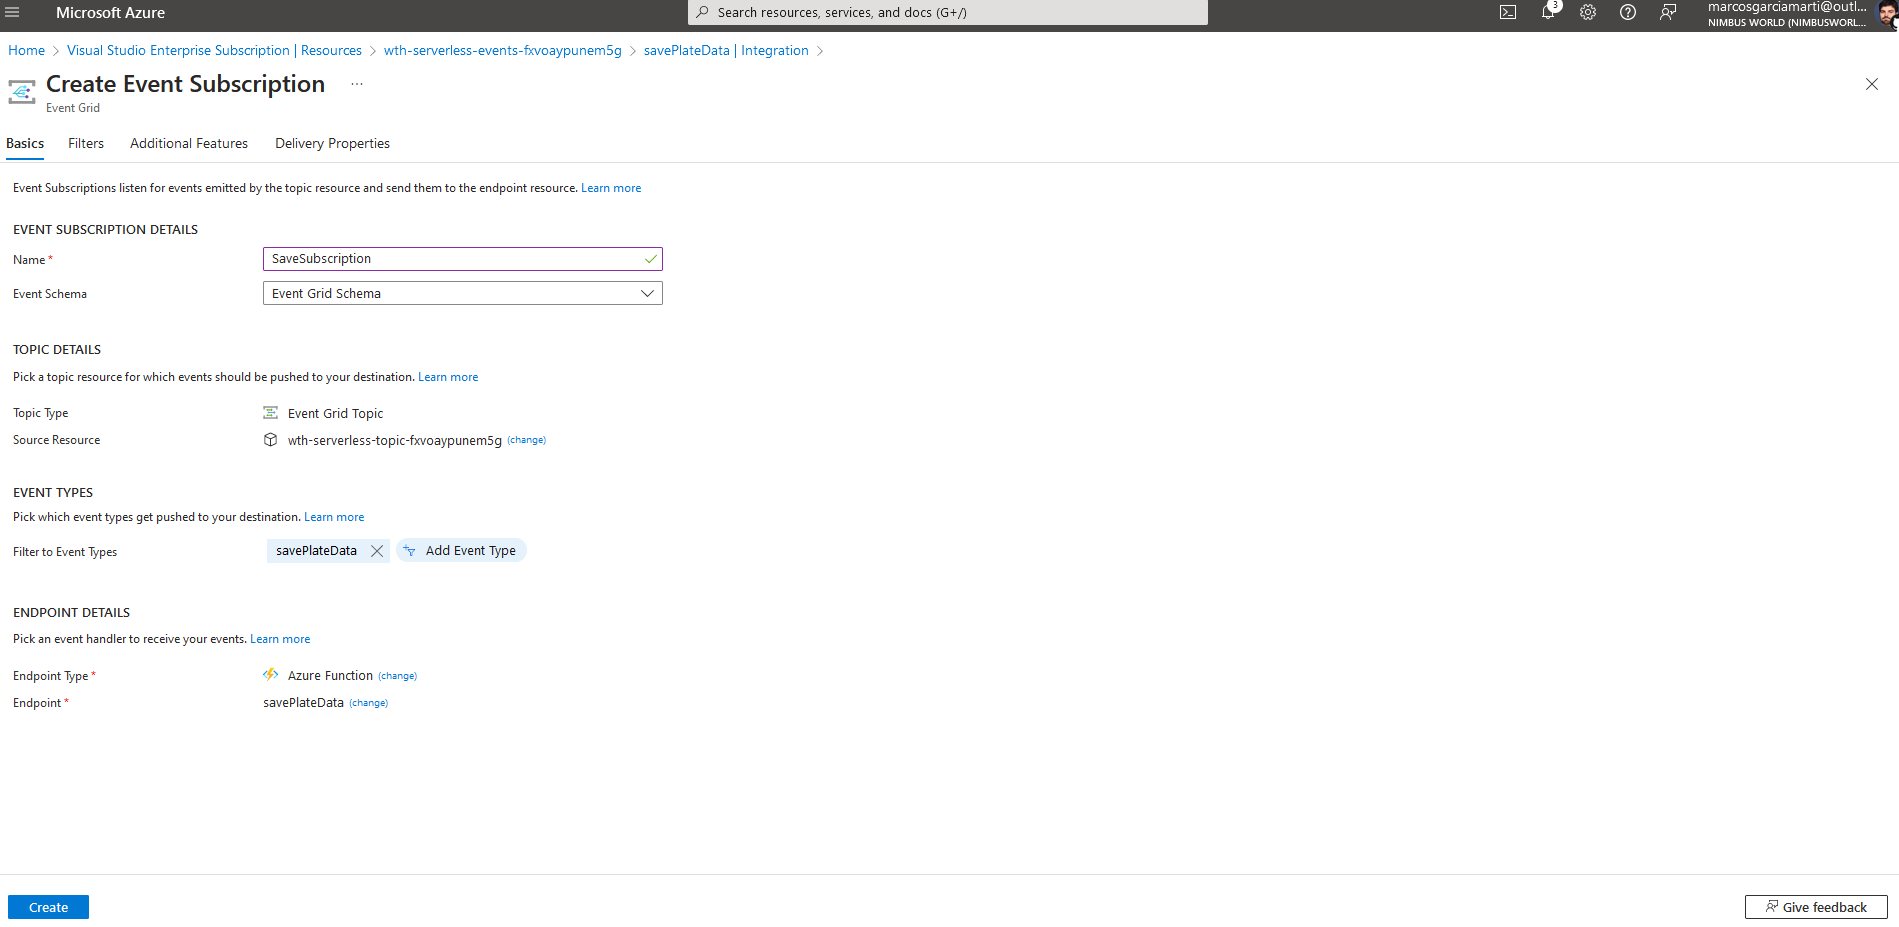 Microsoft Azure
Search resources, services, and docs (G+/)
3
marcosgarciamarti@outl...
NIMBUS WORLD (NIMBUSWORL...
Home > Visual Studio Enterprise Subscription | Resources > wth-serverless-events-fxvoaypunem5g > savePlateData | Integration >
Create Event Subscription ...
Event Grid
Basics Filters Additional Features Delivery Properties
Event Subscriptions listen for events emitted by the topic resource and send them to the endpoint resource. Learn more
EVENT SUBSCRIPTION DETAILS
Name * SaveSubscription
Event Schema Event Grid Schema
TOPIC DETAILS
Pick a topic resource for which events should be pushed to your destination. Learn more
Topic Type Event Grid Topic
Source Resource wth-serverless-topic-fxvoaypunem5g (change)
EVENT TYPES
Pick which event types get pushed to your destination. Learn more
Filter to Event Types savePlateData Add Event Type
ENDPOINT DETAILS
Pick an event handler to receive your events. Learn more
Endpoint Type * Azure Function (change)
Endpoint * savePlateData (change)
Create Give feedback